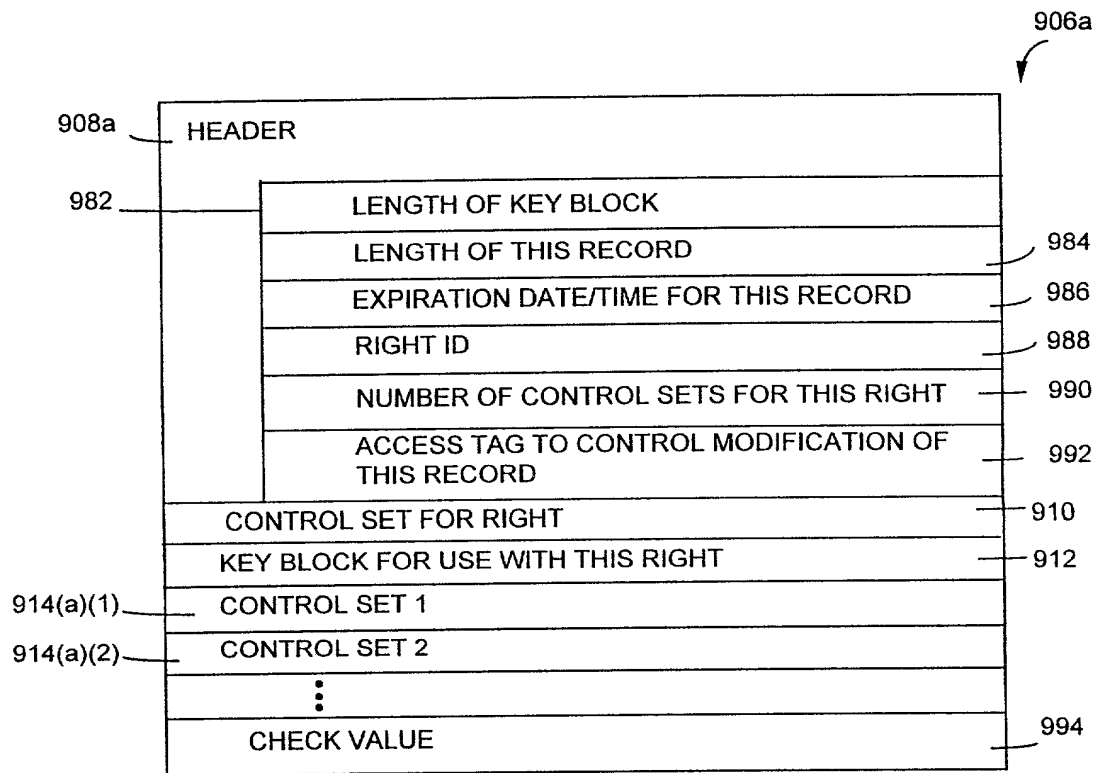 906a
908a
HEADER
982
LENGTH OF KEY BLOCK
LENGTH OF THIS RECORD
984
EXPIRATION DATE/TIME FOR THIS RECORD
986
RIGHT ID
988
NUMBER OF CONTROL SETS FOR THIS RIGHT
990
ACCESS TAG TO CONTROL MODIFICATION OF
THIS RECORD
992
CONTROL SET FOR RIGHT
910
KEY BLOCK FOR USE WITH THIS RIGHT
912
914(a)(1)
CONTROL SET 1
914(a)(2)
CONTROL SET 2
CHECK VALUE
994